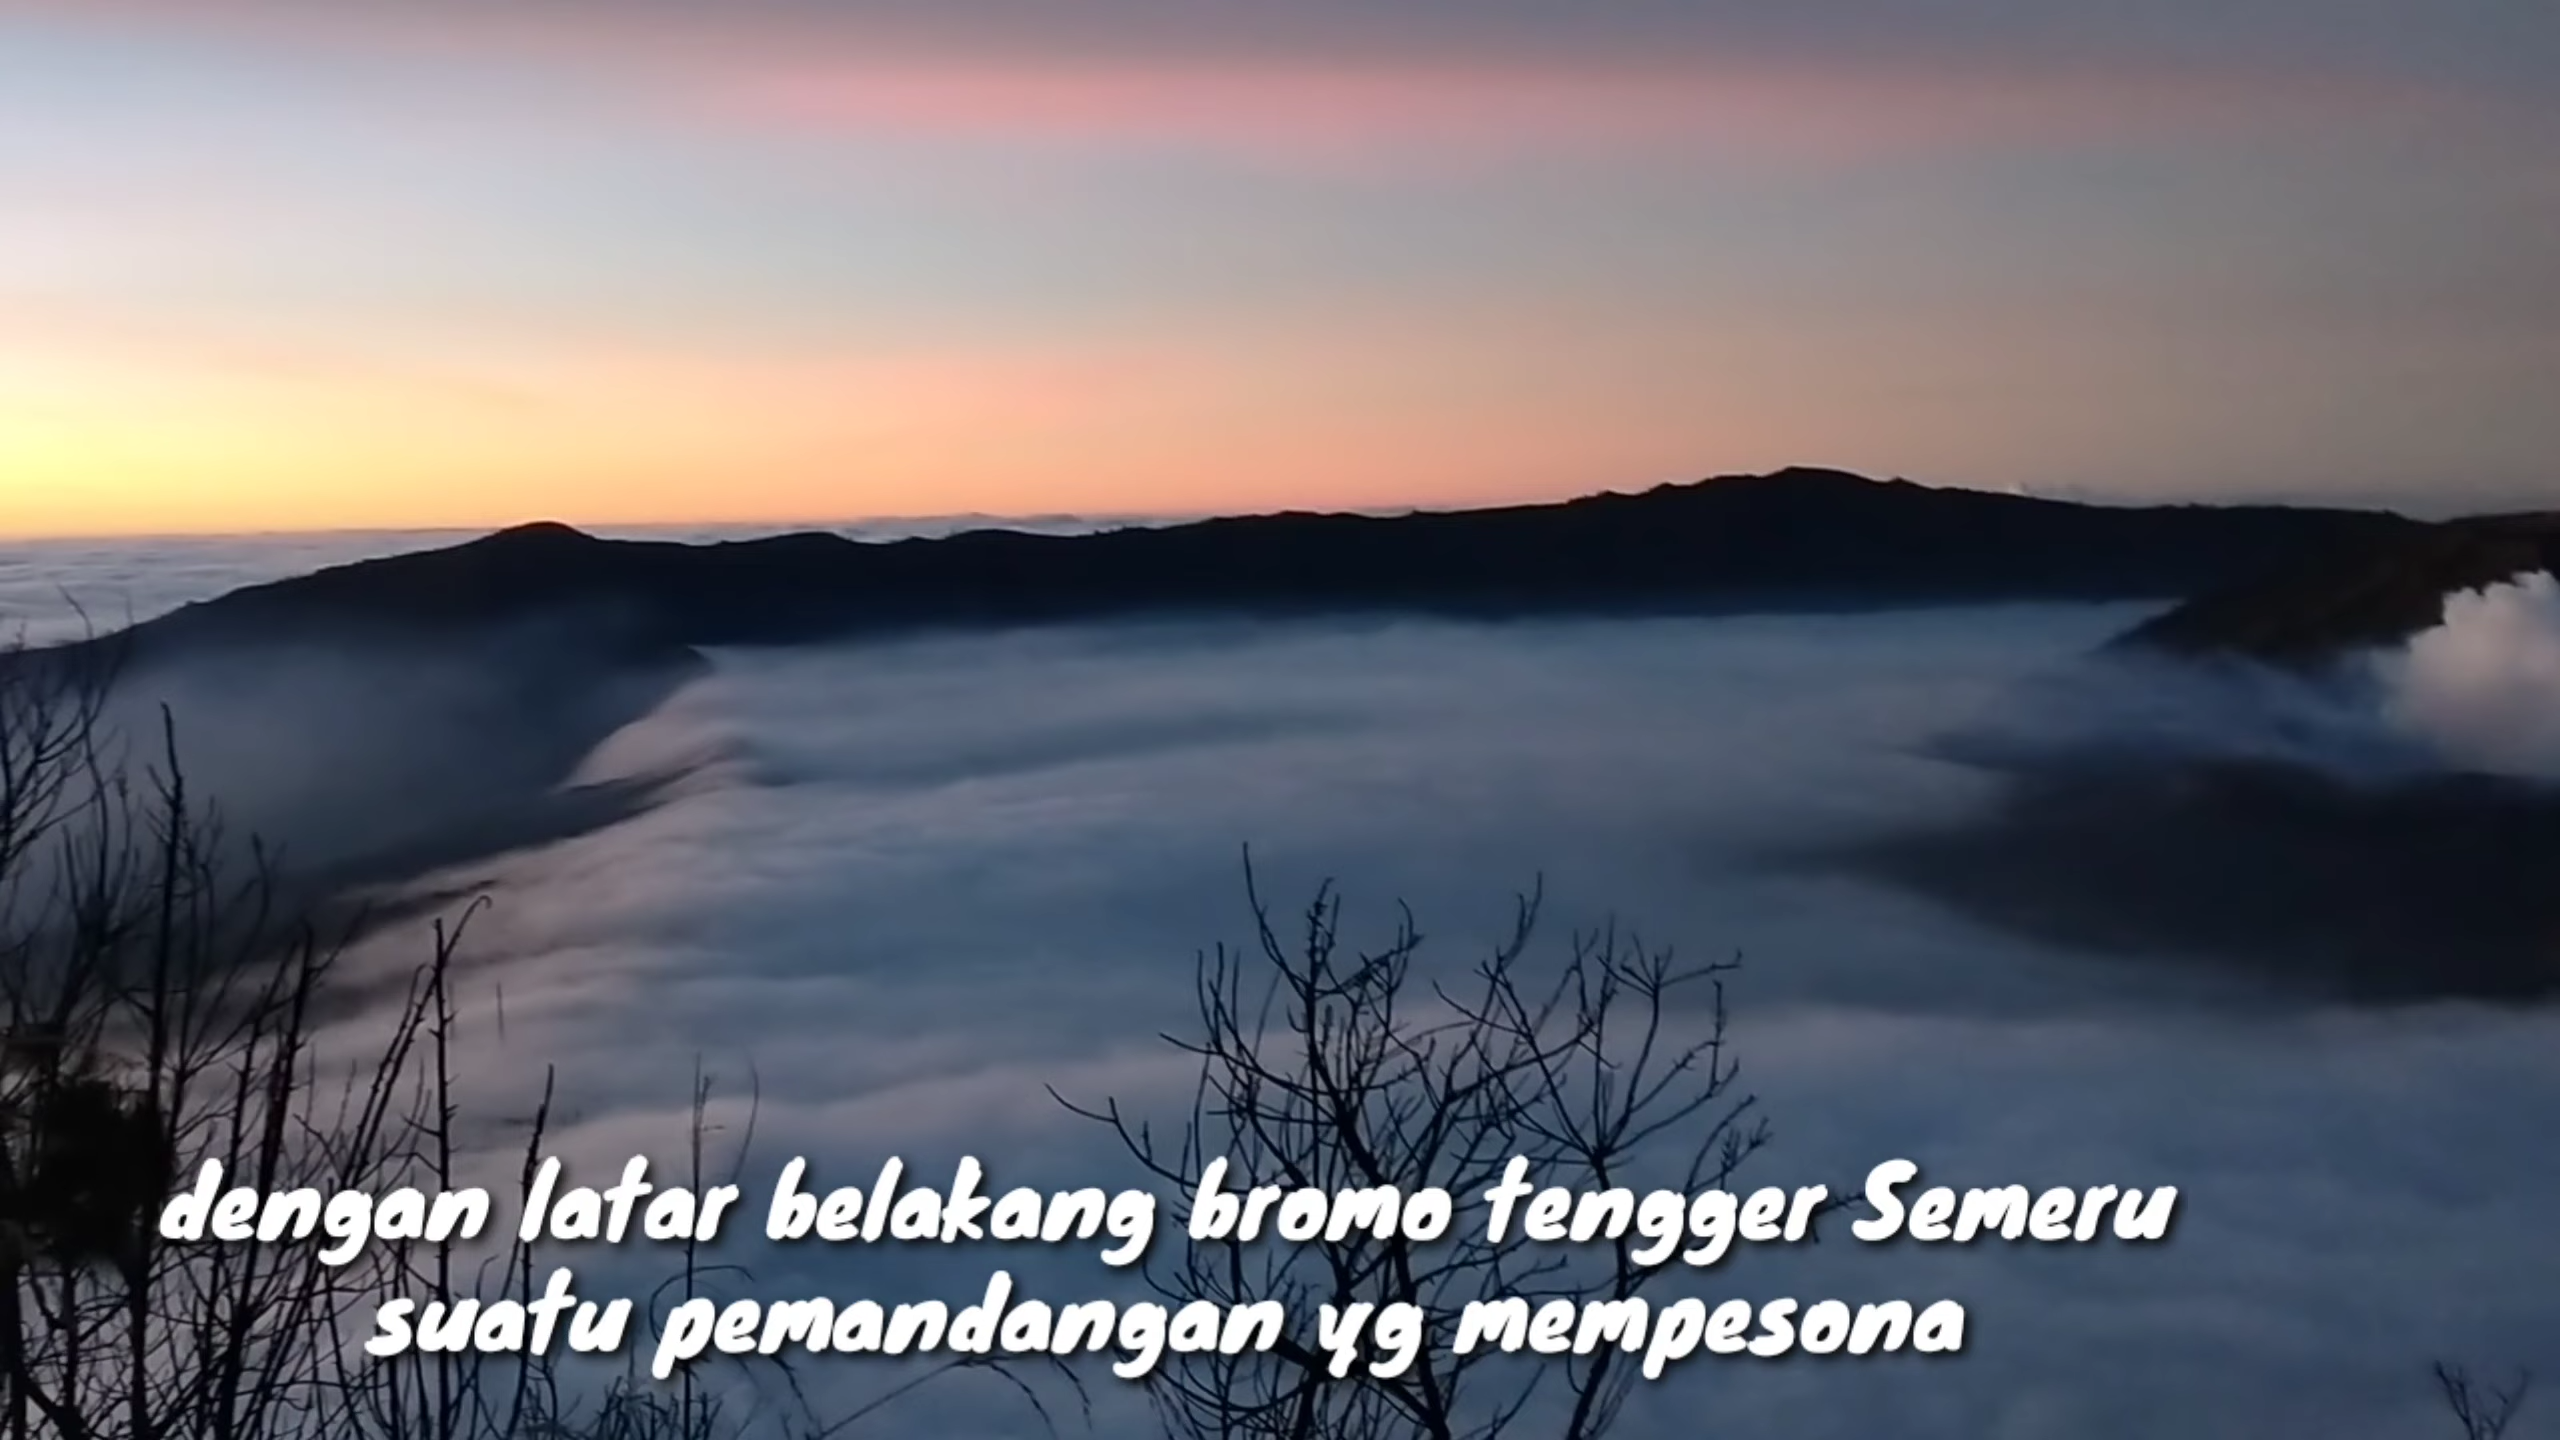 dengan latar belakang bromo tengger Semeru
suatu pemandangan yg mempesona